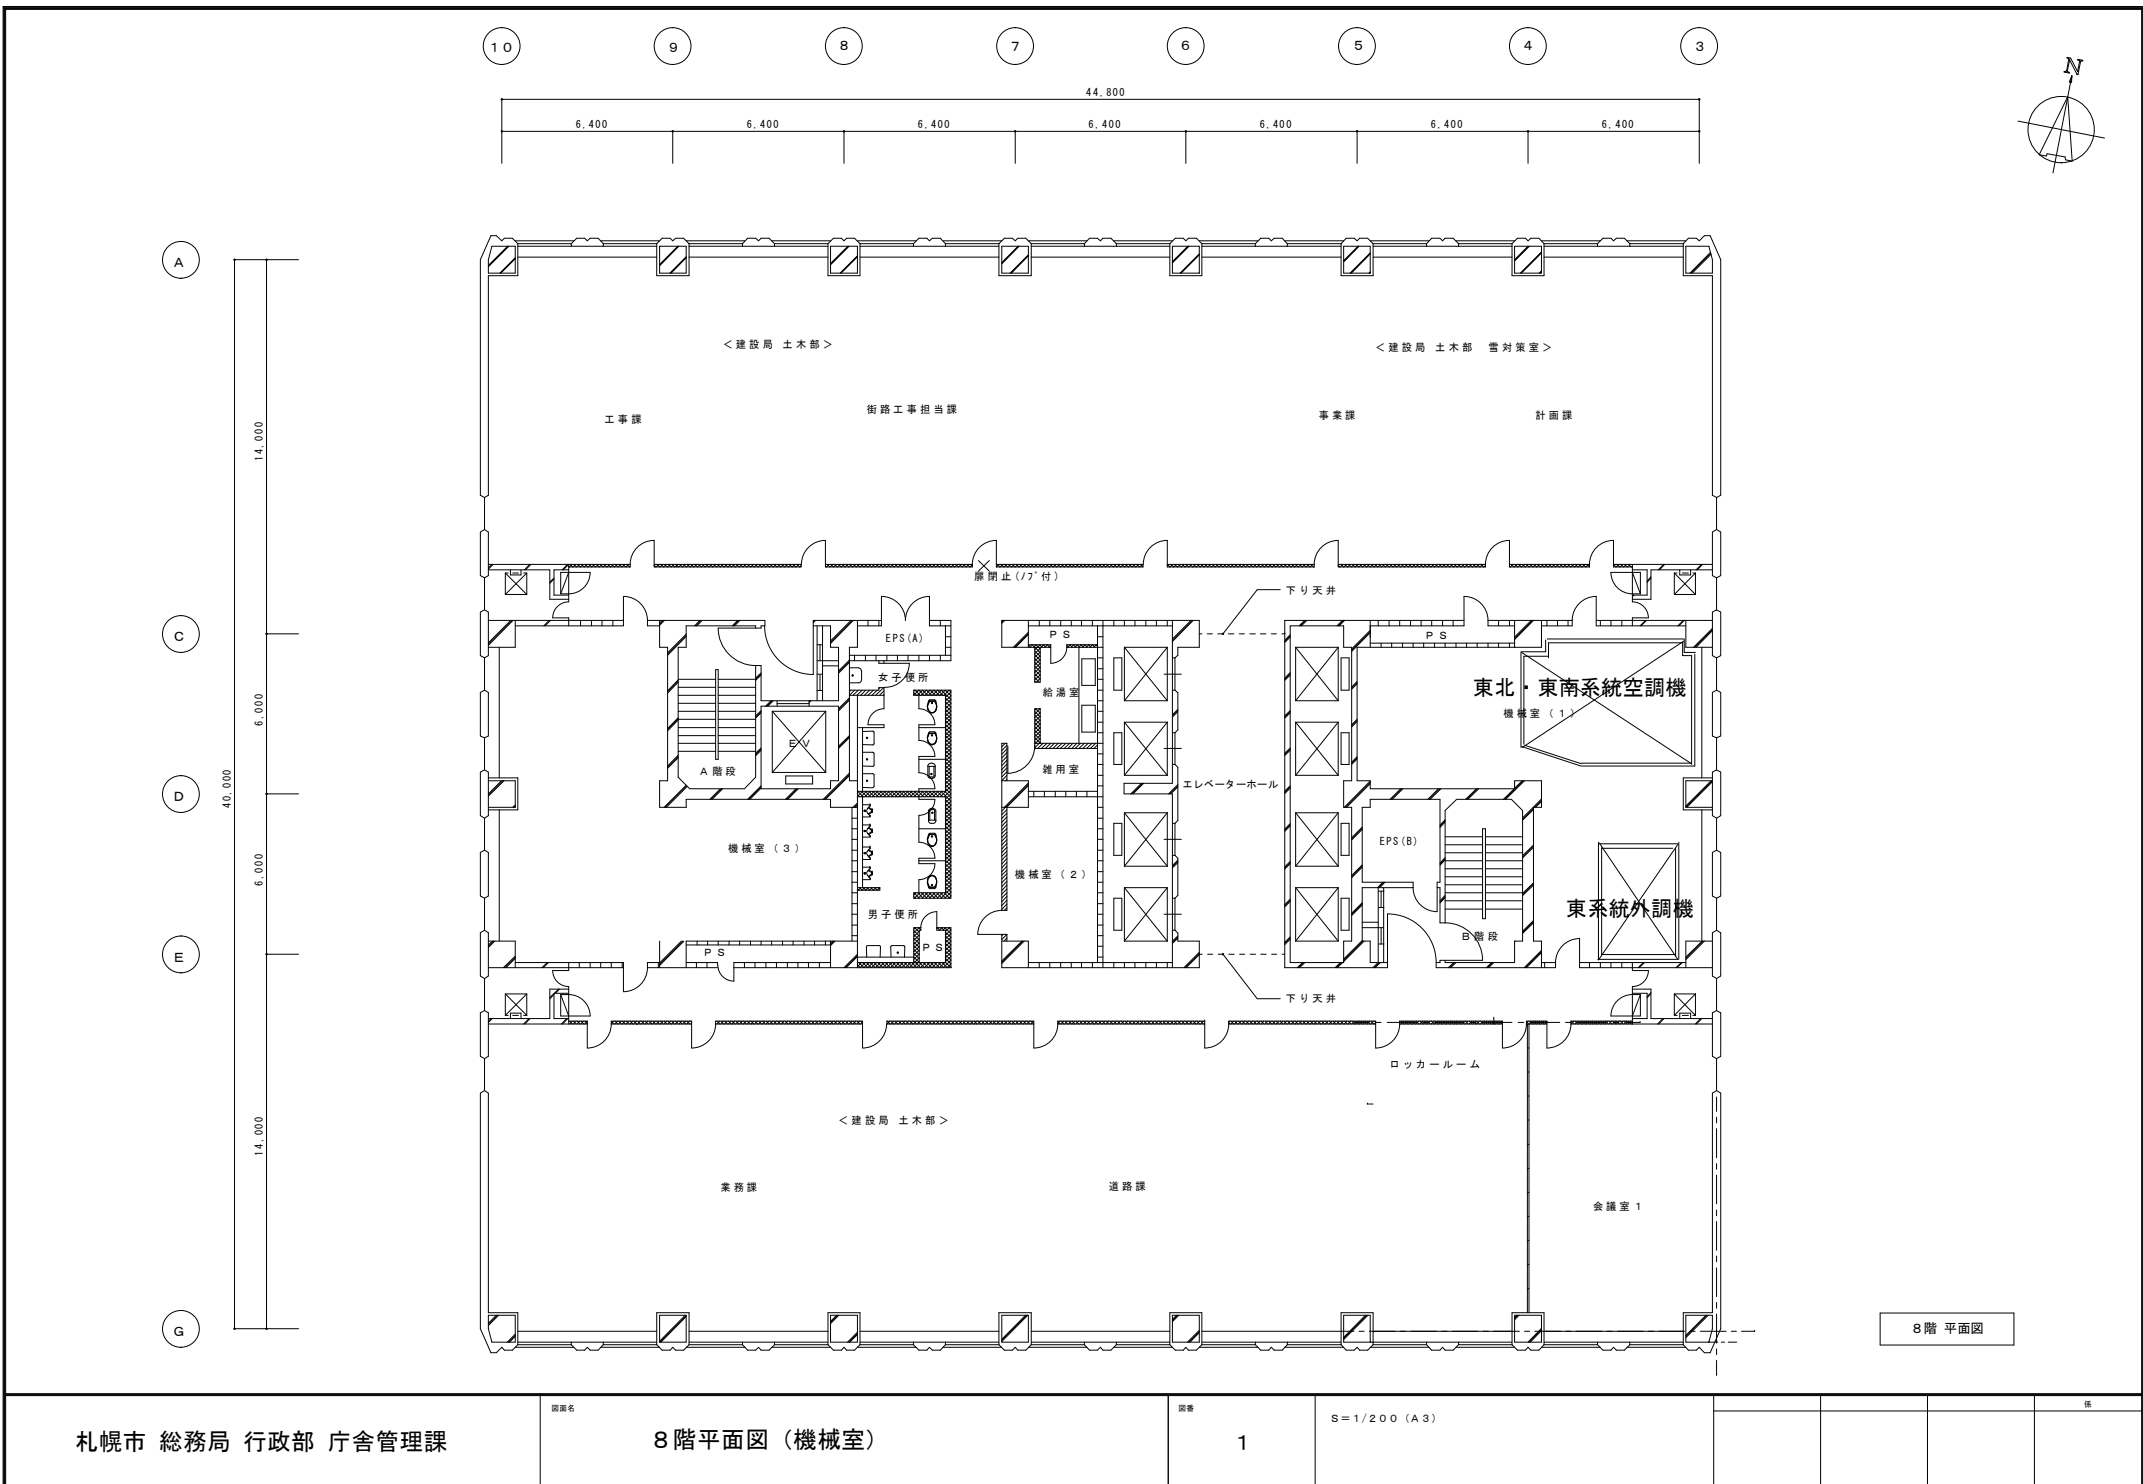 10 9 8 7 6 5 4 3
N
44,800
6,400 6,400 6,400 6,400 6,400 6,400 6,400
A
C
D
E
G
14,000
6,000
40,000
6,000
14,000
＜建設局 土木部＞
＜建設局 土木部 雪対策室＞
工事課
街路工事担当課
事業課
計画課
扉閉止(ﾉﾌﾞ付)
下り天井
EPS(A)
PS
PS
女子便所
給湯室
東北・東南系統空調機
機械室（1）
EV
A階段
雑用室
エレベーターホール
機械室（3）
機械室（2）
EPS(B)
男子便所
東系統外調機
B階段
PS
PS
下り天井
ロッカールーム
＜建設局 土木部＞
業務課
道路課
会議室1
8階 平面図
札幌市 総務局 行政部 庁舎管理課
図面名
8階平面図（機械室）
図番
1
S＝1/200（A3）
係